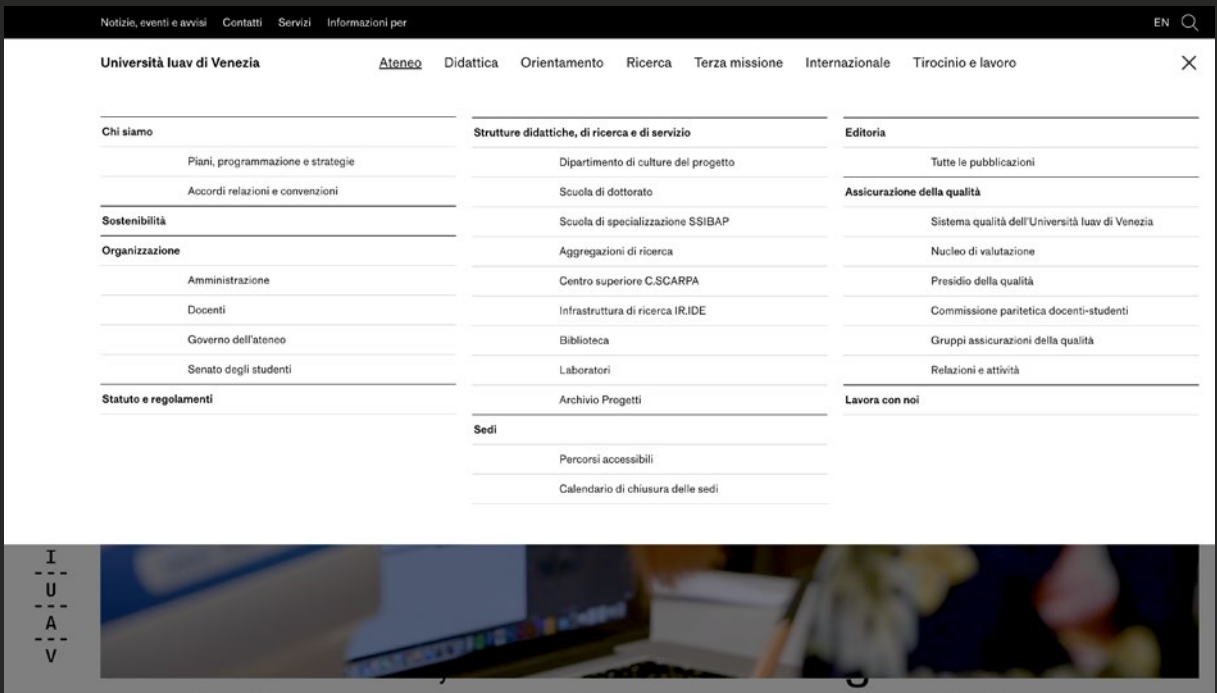 Notizie, eventi e avvisi Contatti Servizi Informazioni per EN
Università Iuav di Venezia Ateneo Didattica Orientamento Ricerca Terza missione Internazionale Tirocinio e lavoro
Chi siamo
Piani, programmazione e strategie
Accordi relazioni e convenzioni
Sostenibilità
Organizzazione
Amministrazione
Docenti
Governo dell'ateneo
Senato degli studenti
Statuto e regolamenti
Strutture didattiche, di ricerca e di servizio
Dipartimento di culture del progetto
Scuola di dottorato
Scuola di specializzazione SSIBAP
Aggregazioni di ricerca
Centro superiore C.SCARPA
Infrastruttura di ricerca IR.IDE
Biblioteca
Laboratori
Archivio Progetti
Sedi
Percorsi accessibili
Calendario di chiusura delle sedi
Editoria
Tutte le pubblicazioni
Assicurazione della qualità
Sistema qualità dell'Università Iuav di Venezia
Nucleo di valutazione
Presidio della qualità
Commissione paritetica docenti-studenti
Gruppi assicurazioni della qualità
Relazioni e attività
Lavora con noi
I
U
A
V